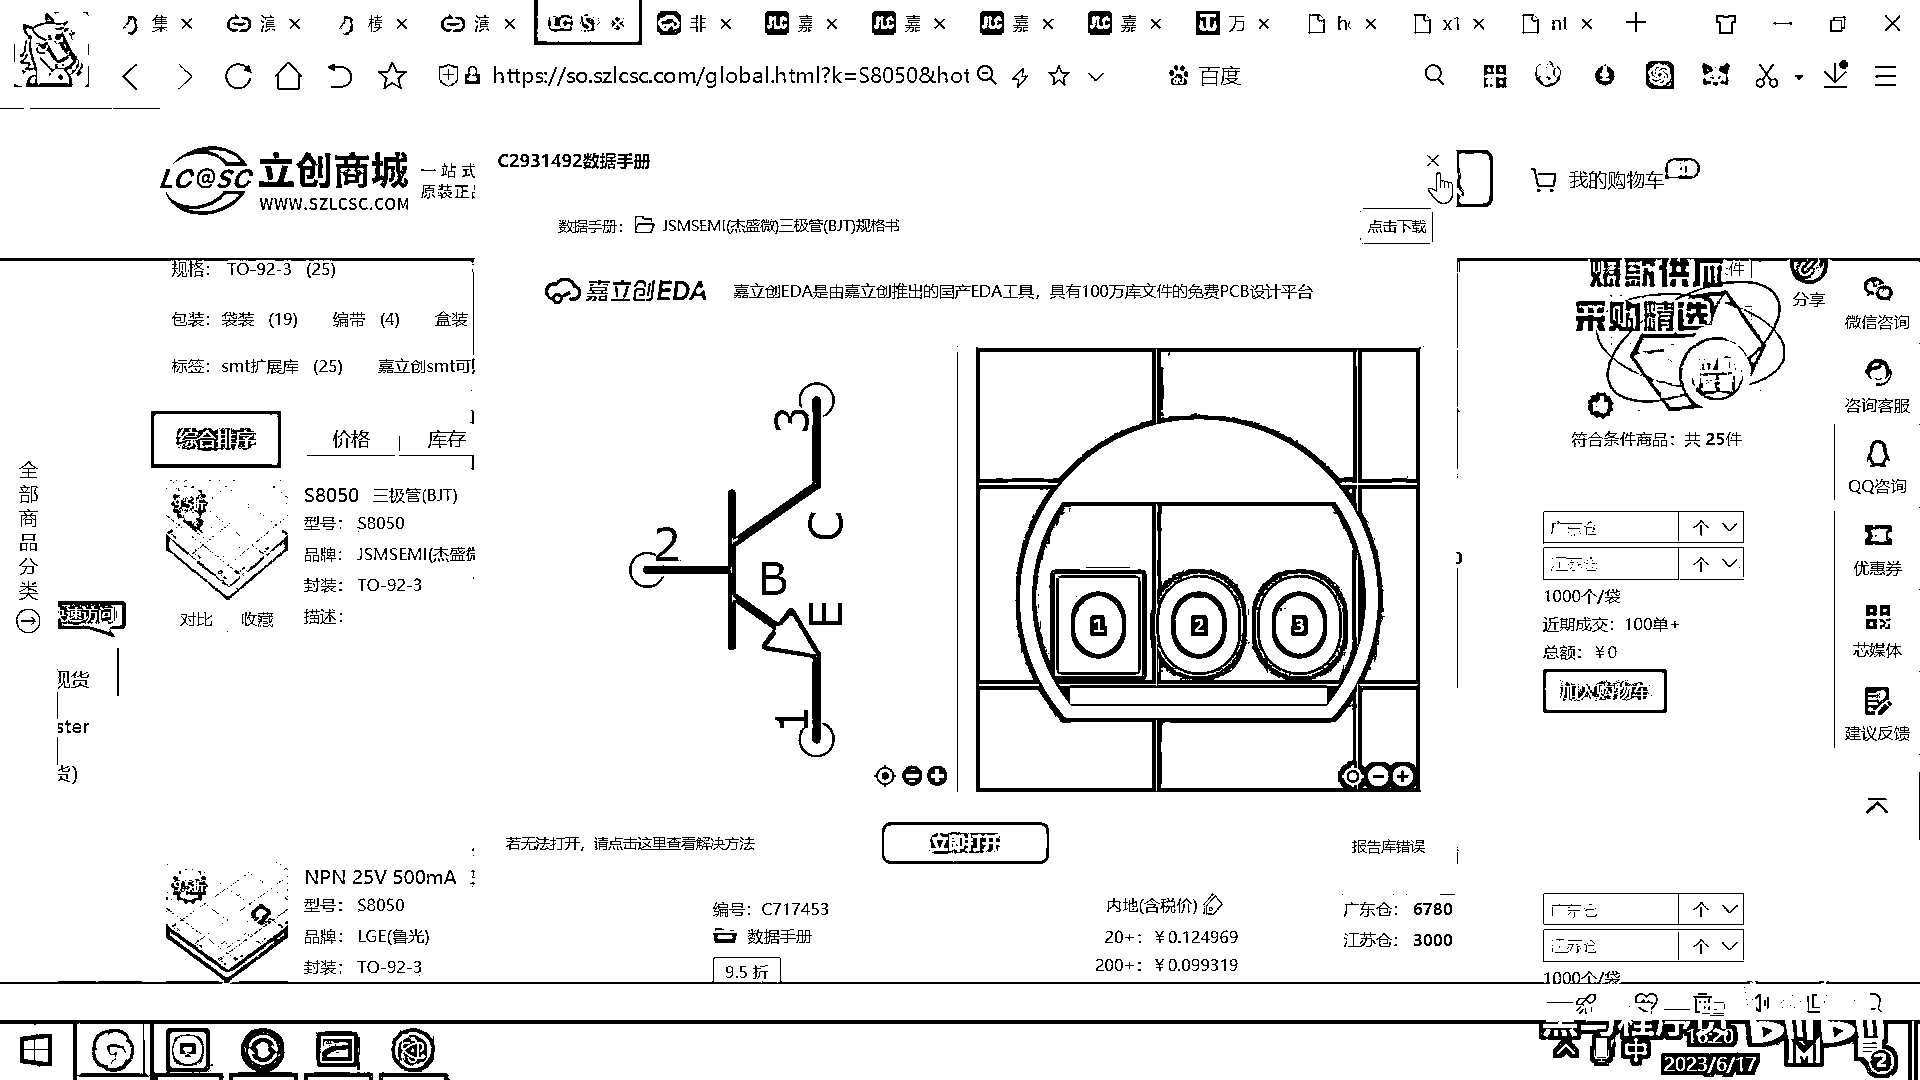 集 × 滇 × 榜 × 滇 × LC S × 非 × JLC 嘉 × JLC 嘉 × JLC 嘉 × JLC 嘉 × 万 × × x1 × nt × +
https://so.szlcsc.com/global.html?k=S8050&hot
百度
LC@SC 立创商城
WWW.SZLCSC.COM
一站式
原装正品
C2931492数据手册
×
我的购物车
数据手册: JSMSEMI(杰盛微)三极管(BJT)规格书
点击下载
规格: TO-92-3 (25)
嘉立创EDA 嘉立创EDA是由嘉立创推出的国产EDA工具，具有100万库文件的免费PCB设计平台
包装: 袋装 (19) 编带 (4) 盒装
标签: smt扩展库 (25) 嘉立创smt可
爆款供应
采购精选
件
分享
微信咨询
咨询客服
QQ咨询
优惠券
芯媒体
建议反馈
符合条件商品: 共 25件
综合排序 价格 库存
全部商品分类
快速访问
现货
ster
货)
S8050 三极管(BJT)
型号: S8050
品牌: JSMSEMI(杰盛微
封装: TO-92-3
描述:
对比 收藏
3
C
2
B
E
1
1 2 3
广东仓 个
江苏仓 个
1000个/袋
近期成交: 100单+
总额: ￥0
加入购物车
若无法打开，请点击这里查看解决方法
立即打开
报告库错误
NPN 25V 500mA
型号: S8050
品牌: LGE(鲁光)
封装: TO-92-3
编号: C717453
数据手册
9.5 折
内地(含税价)
20+: ￥0.124969
200+: ￥0.099319
广东仓: 6780
江苏仓: 3000
广东仓 个
江苏仓 个
1000个/袋
中
16:20
2023/6/17
2